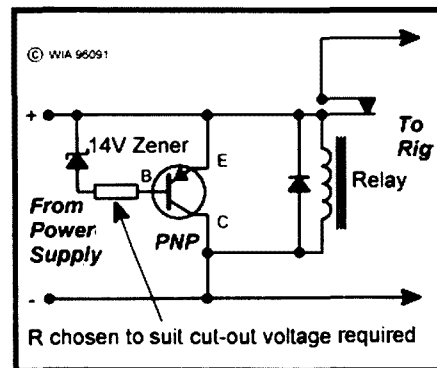 © WIA 96091
+
14V Zener
To
Rig
B
E
Relay
From
Power
Supply
PNP
C
-
R chosen to suit cut-out voltage required